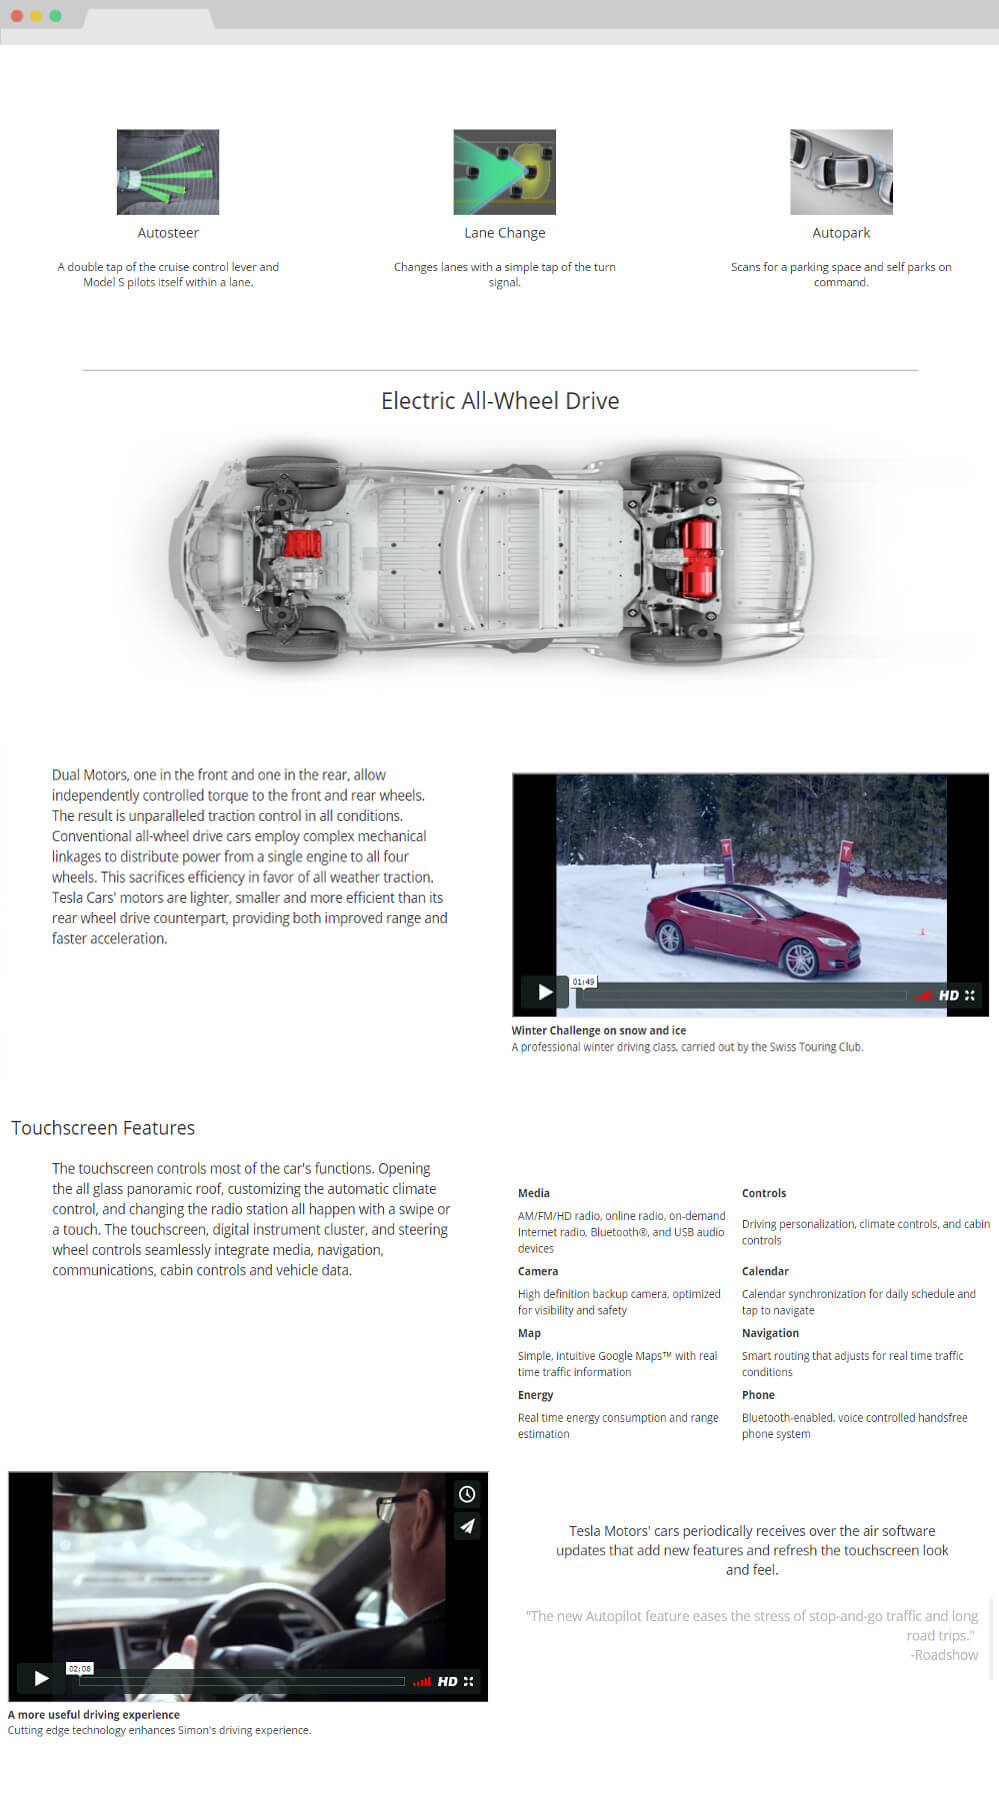 Autosteer
A double tap of the cruise control lever and
Model S pilots itself within a lane.
Lane Change
Changes lanes with a simple tap of the turn
signal.
Autopark
Scans for a parking space and self parks on
command.
Electric All-Wheel Drive
Dual Motors, one in the front and one in the rear, allow
independently controlled torque to the front and rear wheels.
The result is unparalleled traction control in all conditions.
Conventional all-wheel drive cars employ complex mechanical
linkages to distribute power from a single engine to all four
wheels. This sacrifices efficiency in favor of all weather traction.
Tesla Cars' motors are lighter, smaller and more efficient than its
rear wheel drive counterpart, providing both improved range and
faster acceleration.
01:49
HD
Winter Challenge on snow and ice
A professional winter driving class, carried out by the Swiss Touring Club.
Touchscreen Features
The touchscreen controls most of the car's functions. Opening
the all glass panoramic roof, customizing the automatic climate
control, and changing the radio station all happen with a swipe or
a touch. The touchscreen, digital instrument cluster, and steering
wheel controls seamlessly integrate media, navigation,
communications, cabin controls and vehicle data.
Media
AM/FM/HD radio, online radio, on-demand
Internet radio, Bluetooth®, and USB audio
devices
Controls
Driving personalization, climate controls, and cabin
controls
Camera
High definition backup camera, optimized
for visibility and safety
Calendar
Calendar synchronization for daily schedule and
tap to navigate
Map
Simple, intuitive Google Maps™ with real
time traffic information
Navigation
Smart routing that adjusts for real time traffic
conditions
Energy
Real time energy consumption and range
estimation
Phone
Bluetooth-enabled, voice controlled handsfree
phone system
02:08
HD
A more useful driving experience
Cutting edge technology enhances Simon's driving experience.
Tesla Motors' cars periodically receives over the air software
updates that add new features and refresh the touchscreen look
and feel.
"The new Autopilot feature eases the stress of stop-and-go traffic and long
road trips."
-Roadshow